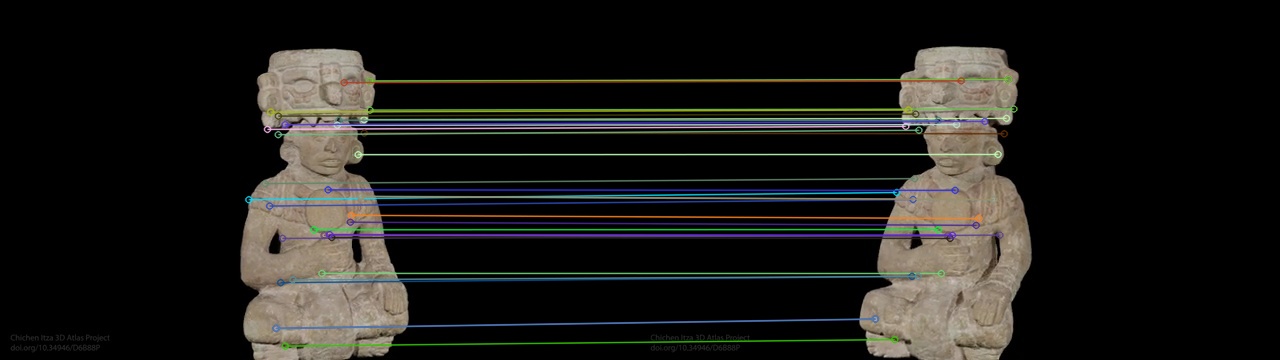 Chichen Itza 3D Atlas Project
doi.org/10.34946/D6B88P
Chichen Itza 3D Atlas Project
doi.org/10.34946/D6B88P